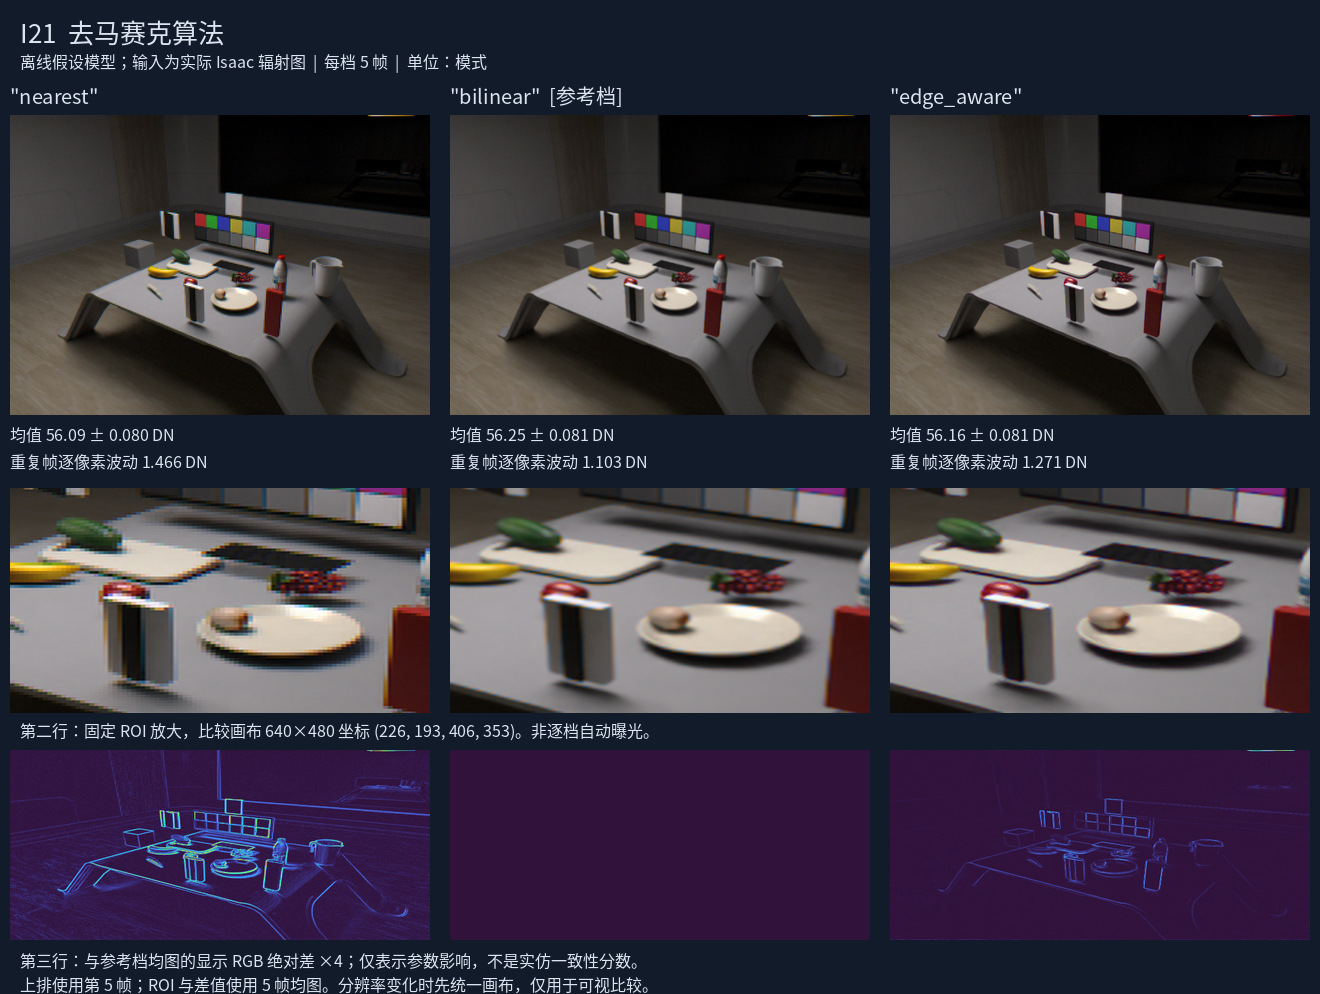 I21 去马赛克算法
离线假设模型；输入为实际 Isaac 辐射图 | 每档 5 帧 | 单位：模式
"nearest"
"bilinear" [参考档]
"edge_aware"
均值 56.09 ± 0.080 DN
重复帧逐像素波动 1.466 DN
均值 56.25 ± 0.081 DN
重复帧逐像素波动 1.103 DN
均值 56.16 ± 0.081 DN
重复帧逐像素波动 1.271 DN
第二行：固定 ROI 放大，比较画布 640×480 坐标 (226, 193, 406, 353)。非逐档自动曝光。
第三行：与参考档均图的显示 RGB 绝对差 ×4；仅表示参数影响，不是实仿一致性分数。
上排使用第 5 帧；ROI 与差值使用 5 帧均图。分辨率变化时先统一画布，仅用于可视比较。